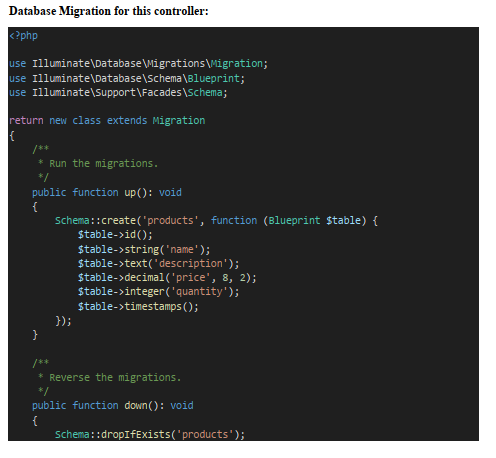 Database Migration for this controller:
<?php
use Illuminate\Database\Migrations\Migration;
use Illuminate\Database\Schema\Blueprint;
use Illuminate\Support\Facades\Schema;
return new class extends Migration
{
    /**
     * Run the migrations.
     */
    public function up(): void
    {
        Schema::create('products', function (Blueprint $table) {
            $table->id();
            $table->string('name');
            $table->text('description');
            $table->decimal('price', 8, 2);
            $table->integer('quantity');
            $table->timestamps();
        });
    }
    /**
     * Reverse the migrations.
     */
    public function down(): void
    {
        Schema::dropIfExists('products');